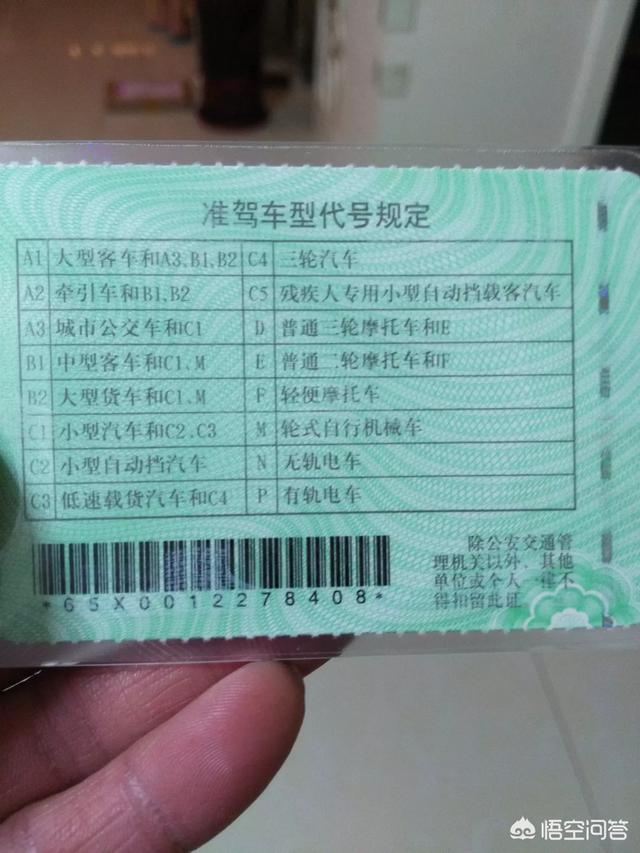 准驾车型代号规定
A1 大型客车和A3、B1、B2 C4 三轮汽车
A2 牵引车和B1、B2 C5 残疾人专用小型自动挡载客汽车
A3 城市公交车和C1 D 普通三轮摩托车和E
B1 中型客车和C1、M E 普通二轮摩托车和F
B2 大型货车和C1、M F 轻便摩托车
C1 小型汽车和C2、C3 M 轮式自行机械车
C2 小型自动挡汽车 N 无轨电车
C3 低速载货汽车和C4 P 有轨电车
*65X0012278408*
除公安交通管
理机关以外、其他
单位或个人一律不
得扣留此证
悟空问答